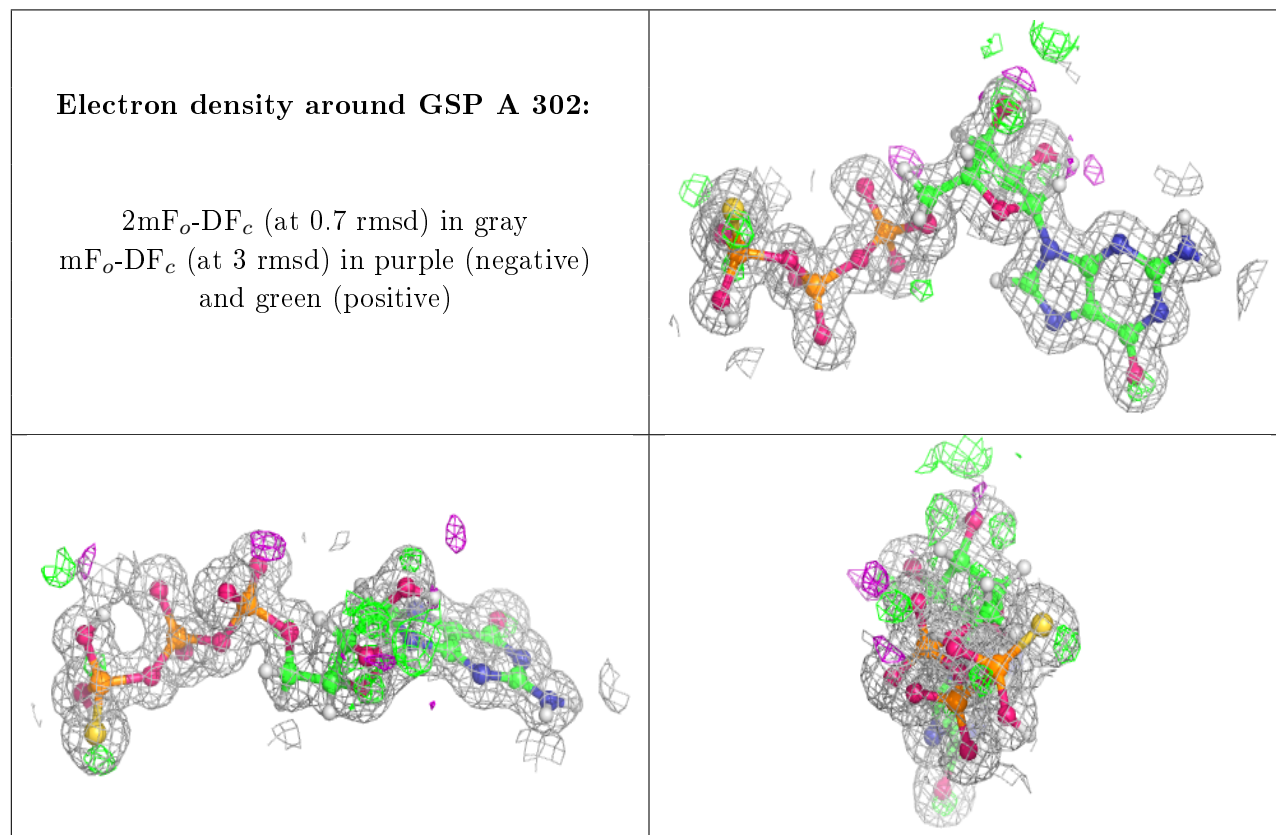 Electron density around GSP A 302:
2mFₒ-DF𝒸 (at 0.7 rmsd) in gray
mFₒ-DF𝒸 (at 3 rmsd) in purple (negative)
and green (positive)